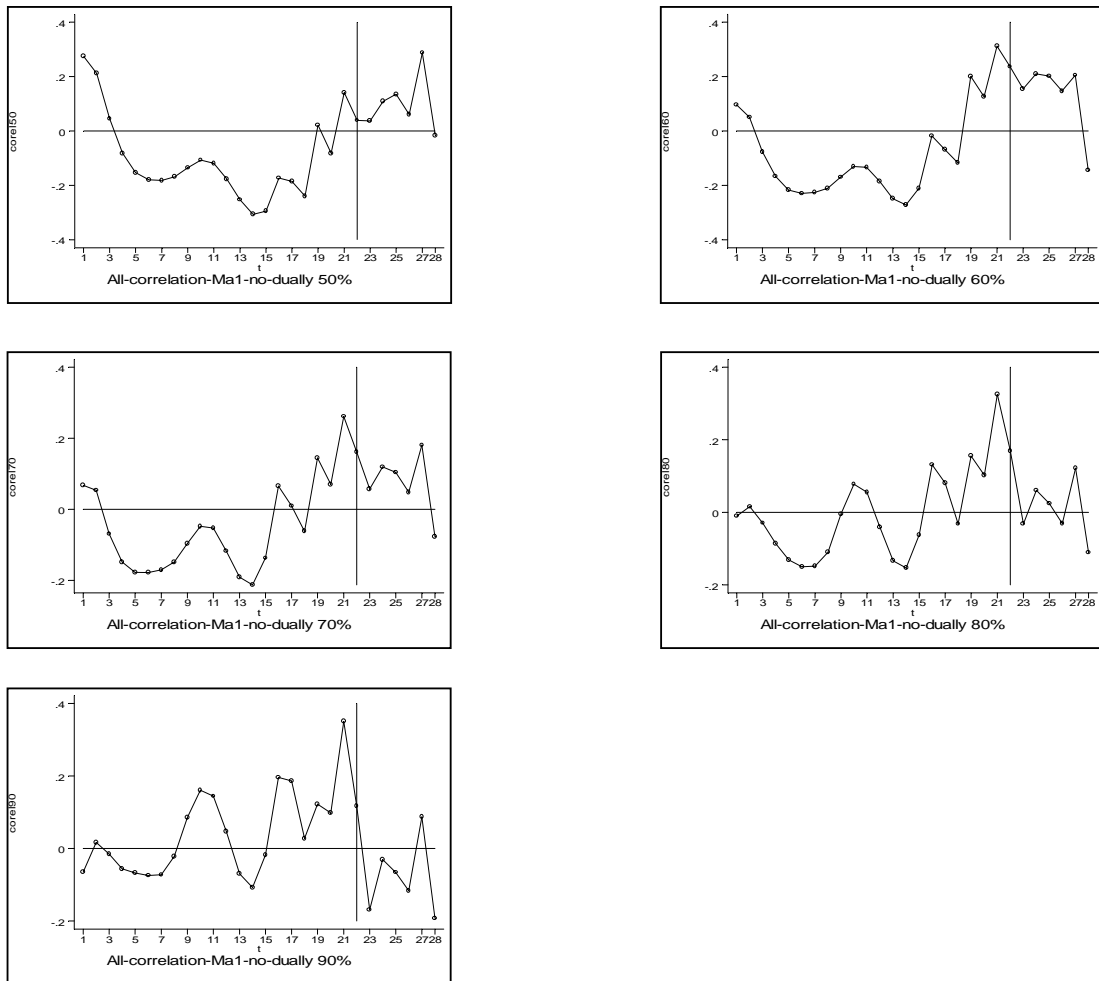 .4
.2
0
-.2
-.4
corel50
1 3 5 7 9 11 13 15 17 19 21 23 25 2728
t
All-correlation-Ma1-no-dually 50%
.4
.2
0
-.2
-.4
corel60
1 3 5 7 9 11 13 15 17 19 21 23 25 2728
t
All-correlation-Ma1-no-dually 60%
.4
.2
0
-.2
corel70
1 3 5 7 9 11 13 15 17 19 21 23 25 2728
t
All-correlation-Ma1-no-dually 70%
.4
.2
0
-.2
corel80
1 3 5 7 9 11 13 15 17 19 21 23 25 2728
t
All-correlation-Ma1-no-dually 80%
.4
.2
0
-.2
corel90
1 3 5 7 9 11 13 15 17 19 21 23 25 2728
t
All-correlation-Ma1-no-dually 90%